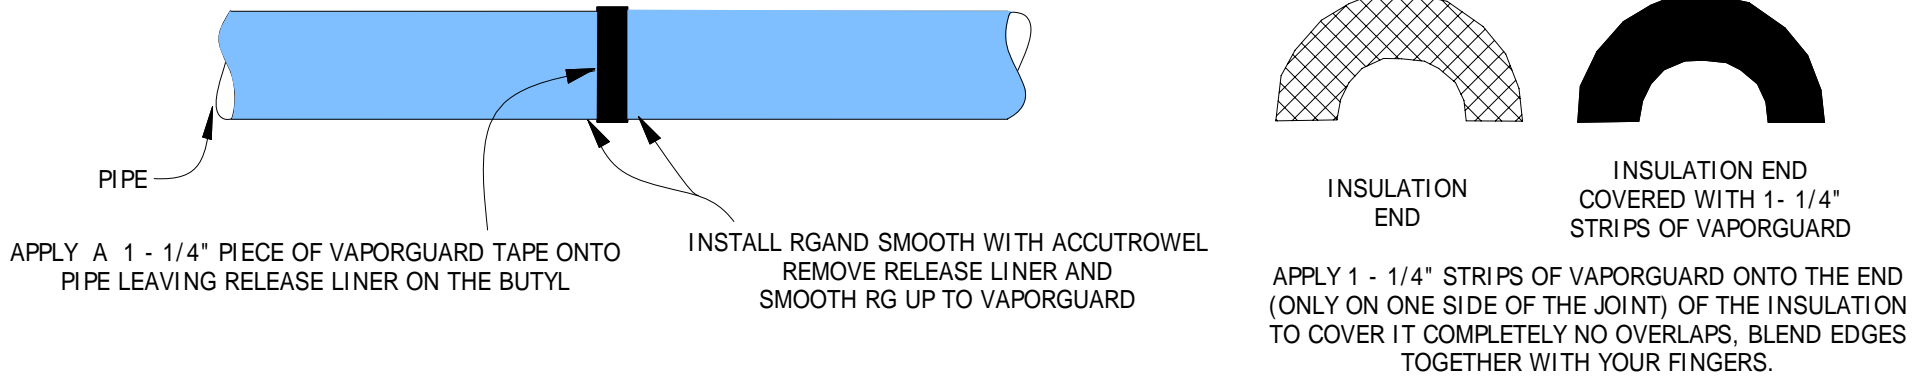 PIPE
APPLY A 1 - 1/4" PIECE OF VAPORGUARD TAPE ONTO
PIPE LEAVING RELEASE LINER ON THE BUTYL
INSTALL RGAND SMOOTH WITH ACCUTROWEL
REMOVE RELEASE LINER AND
SMOOTH RG UP TO VAPORGUARD
INSULATION
END
INSULATION END
COVERED WITH 1- 1/4"
STRIPS OF VAPORGUARD
APPLY 1 - 1/4" STRIPS OF VAPORGUARD ONTO THE END
(ONLY ON ONE SIDE OF THE JOINT) OF THE INSULATION
TO COVER IT COMPLETELY NO OVERLAPS, BLEND EDGES
TOGETHER WITH YOUR FINGERS.